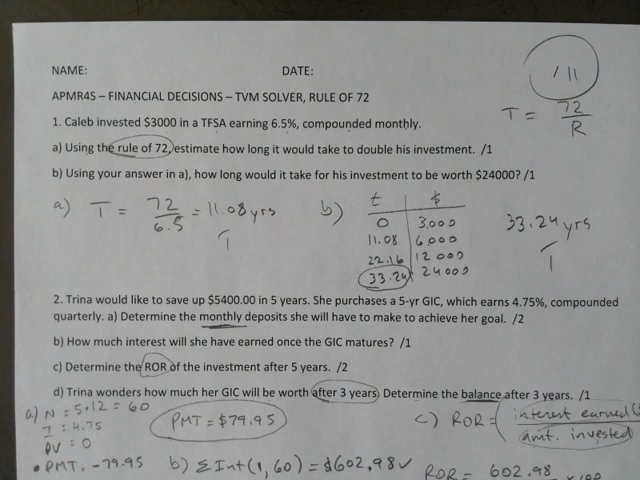 NAME: DATE:
/11
APMR4S – FINANCIAL DECISIONS – TVM SOLVER, RULE OF 72
T = 72/R
1. Caleb invested $3000 in a TFSA earning 6.5%, compounded monthly.
a) Using the rule of 72, estimate how long it would take to double his investment. /1
b) Using your answer in a), how long would it take for his investment to be worth $24000? /1
a) T = 72/6.5 = 11.08 yrs
b) t $
0 3,000
11.08 6,000
22.16 12 000
33.24 24 000
33.24 yrs
2. Trina would like to save up $5400.00 in 5 years. She purchases a 5-yr GIC, which earns 4.75%, compounded
quarterly. a) Determine the monthly deposits she will have to make to achieve her goal. /2
b) How much interest will she have earned once the GIC matures? /1
c) Determine the ROR of the investment after 5 years. /2
d) Trina wonders how much her GIC will be worth after 3 years. Determine the balance after 3 years. /1
a) N = 5·12 = 60
I = 4.75
PV = 0
• PMT. -79.95
PMT = $79.95
b) ΣInt(1,60) = $602.98 ✓
c) ROR = interest earned / amt. invested
ROR = 602.98 x100